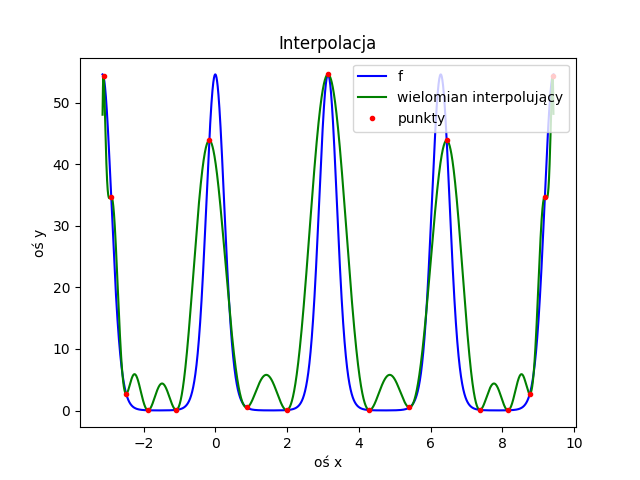 Interpolacja
f
wielomian interpolujący
punkty
50
40
30
20
10
0
oś y
−2 0 2 4 6 8 10
oś x